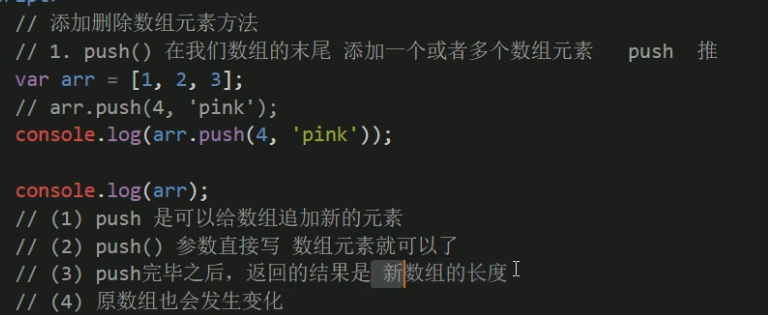 // 添加删除数组元素方法
// 1. push() 在我们数组的末尾 添加一个或者多个数组元素   push  推
var arr = [1, 2, 3];
// arr.push(4, 'pink');
console.log(arr.push(4, 'pink'));
console.log(arr);
// (1) push 是可以给数组追加新的元素
// (2) push() 参数直接写 数组元素就可以了
// (3) push完毕之后，返回的结果是 新数组的长度
// (4) 原数组也会发生变化